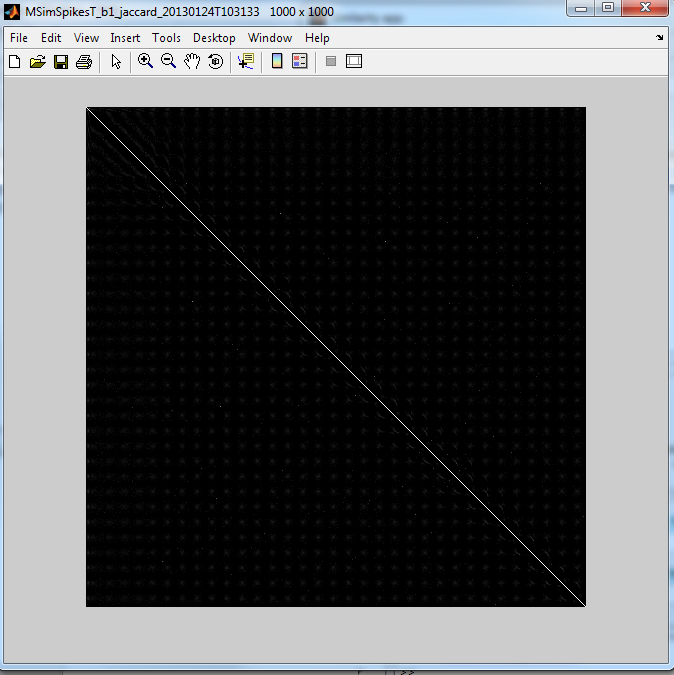 MSimSpikesT_b1_jaccard_20130124T103133 1000 x 1000
File Edit View Insert Tools Desktop Window Help
>>